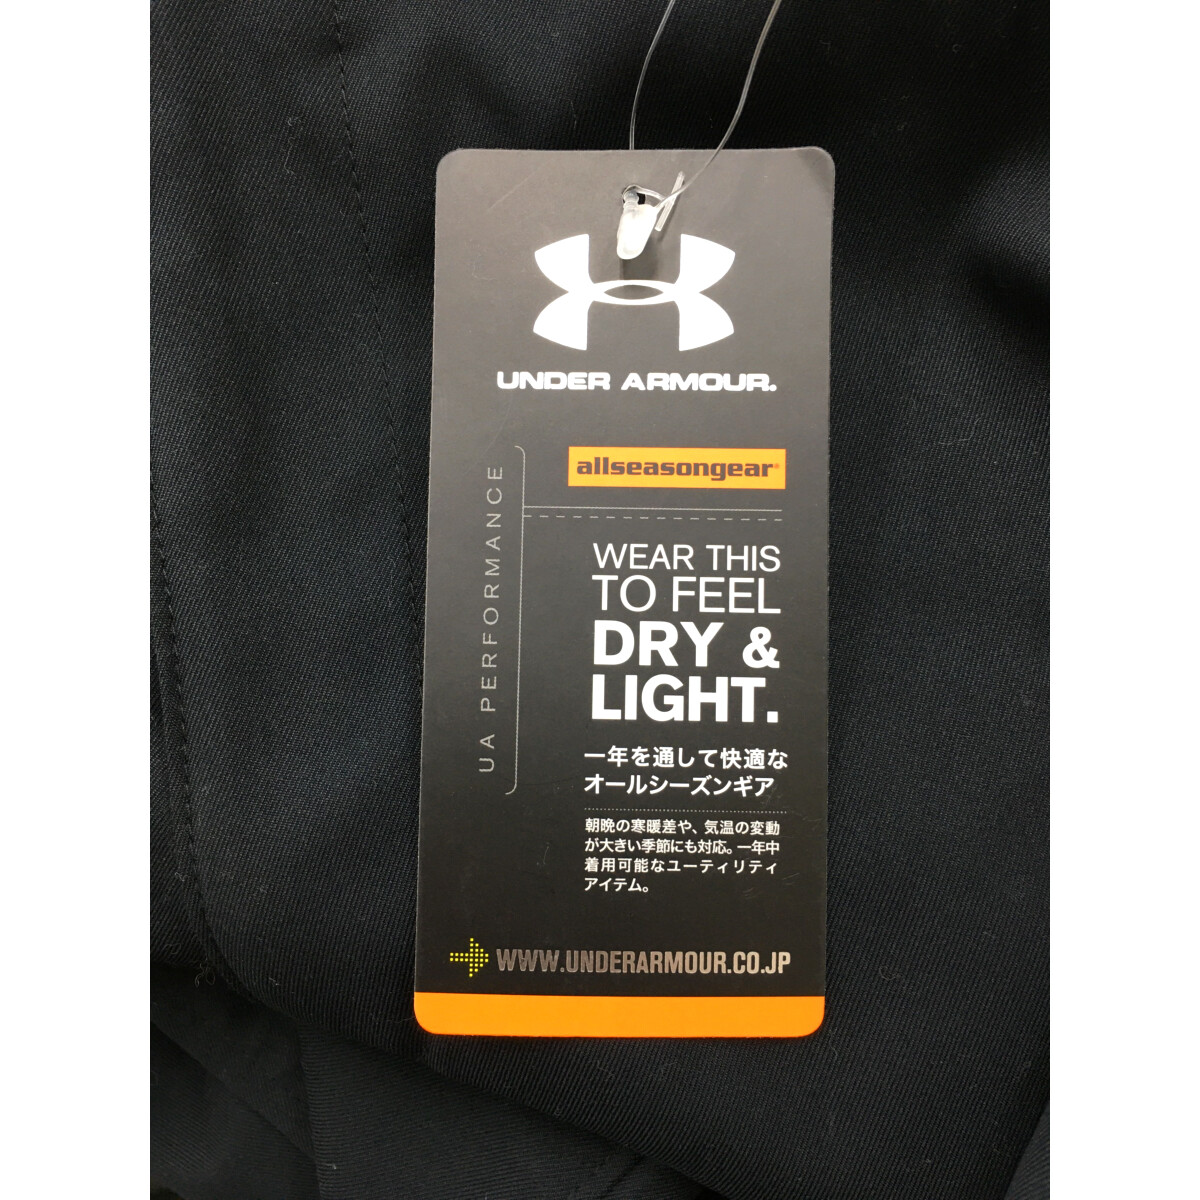 UNDER ARMOUR.
allseasongear®
UA PERFORMANCE
WEAR THIS
TO FEEL
DRY &
LIGHT.
一年を通して快適な
オールシーズンギア
朝晩の寒暖差や、気温の変動
が大きい季節にも対応。一年中
着用可能なユーティリティ
アイテム。
WWW.UNDERARMOUR.CO.JP